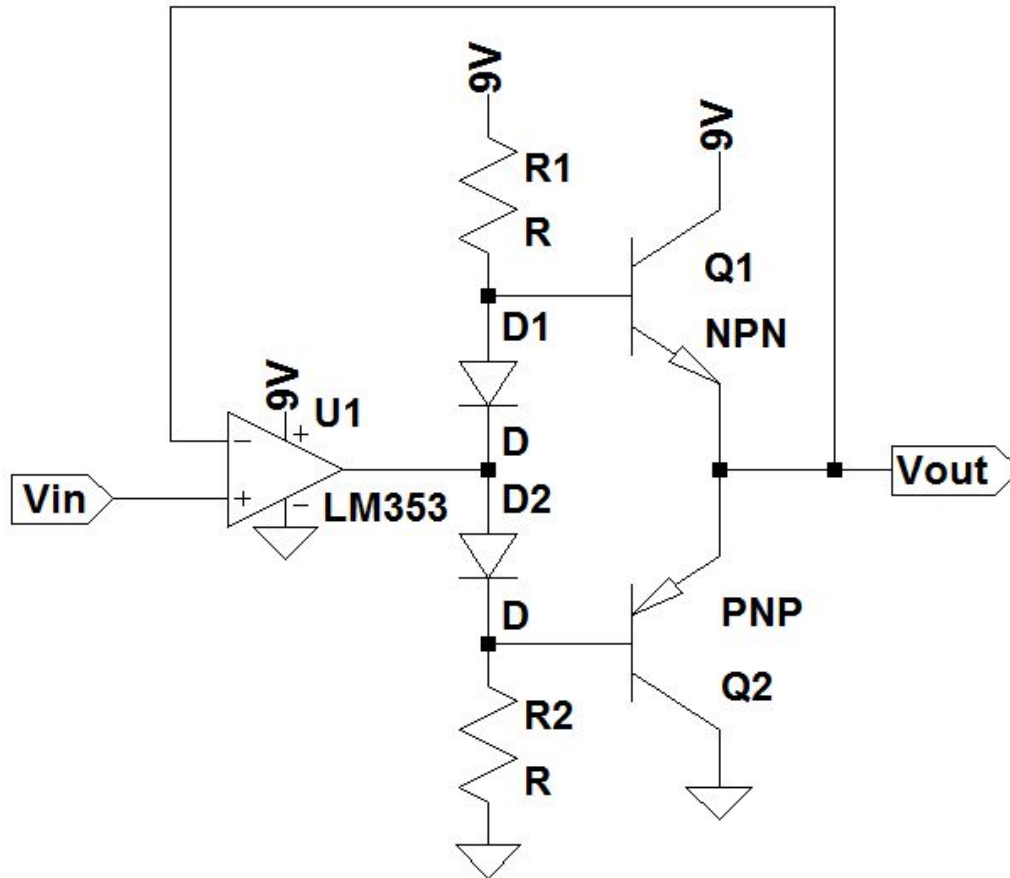 9V
R1
R
9V
Q1
NPN
D1
D
9V
U1
+
−
+
−
LM353
Vin
Vout
D2
D
PNP
Q2
R2
R